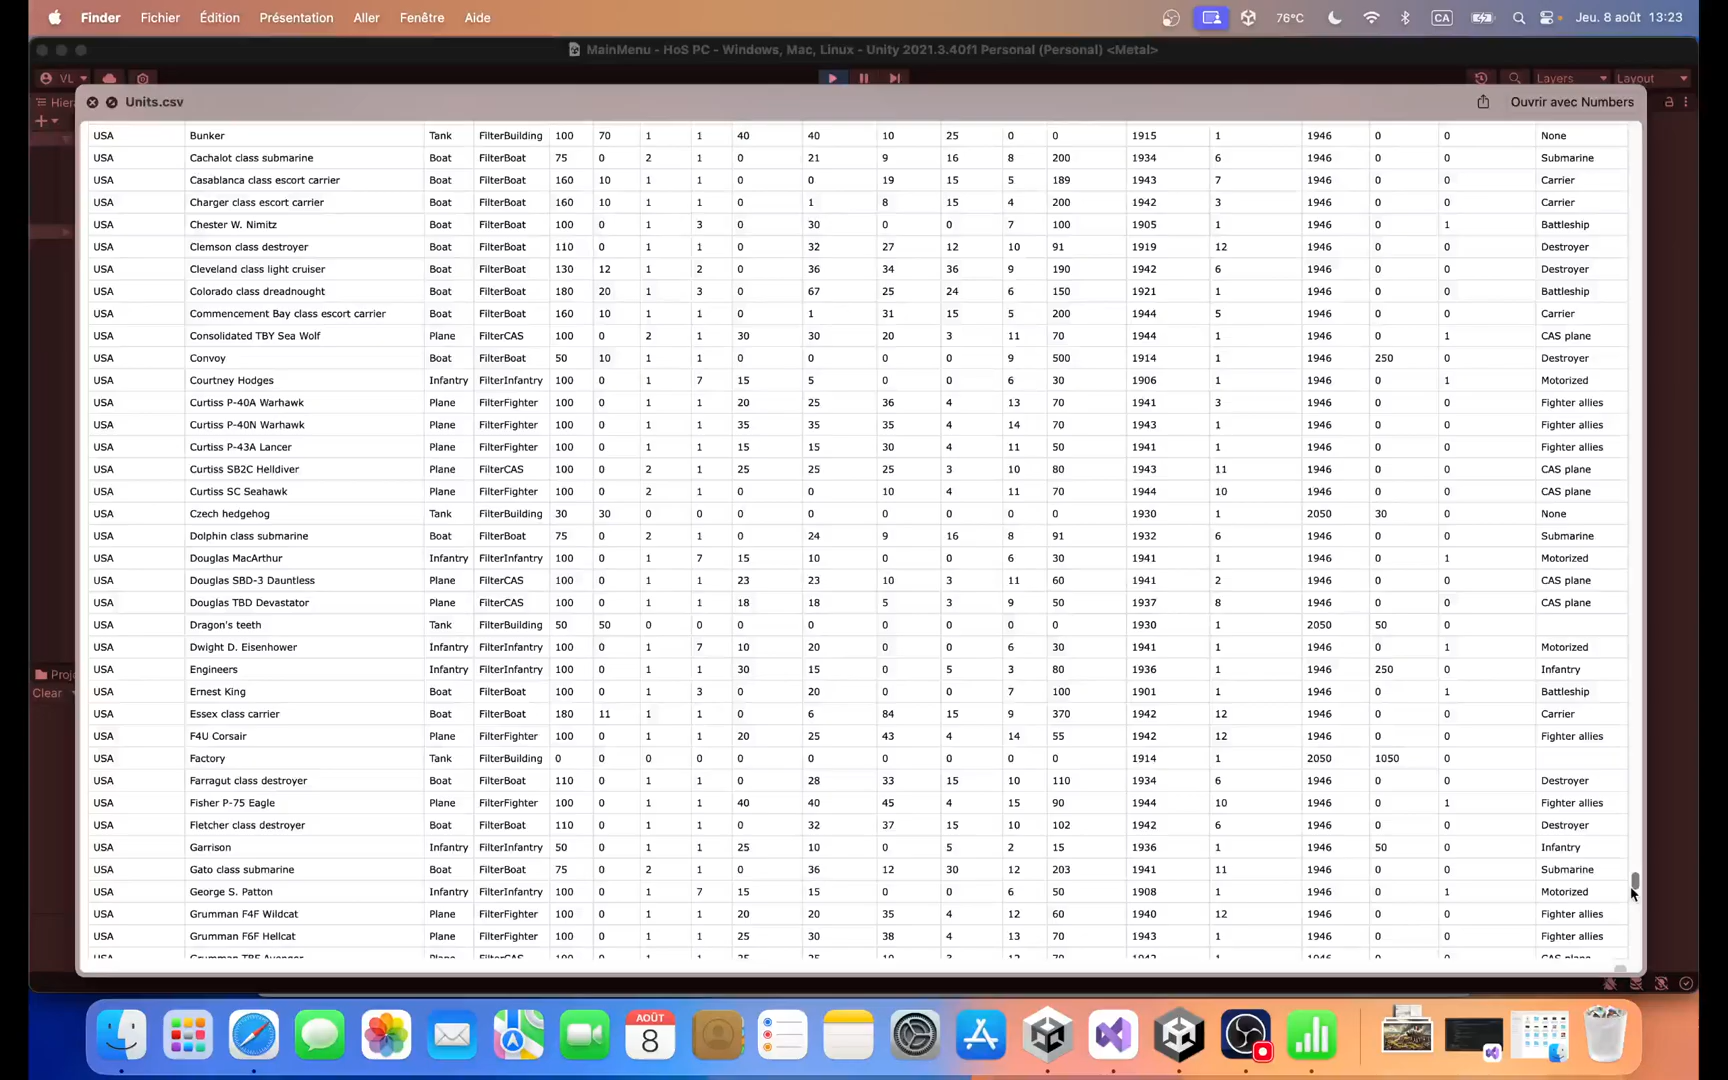 Finder Fichier Édition Présentation Aller Fenêtre Aide 76°C CA Jeu. 8 août 13:23
MainMenu - HoS PC - Windows, Mac, Linux - Unity 2021.3.40f1 Personal (Personal) <Metal>
VL Layers Layout
Hier
Units.csv Ouvrir avec Numbers
USA Bunker Tank FilterBuilding 100 70 1 1 40 40 10 25 0 0 1915 1 1946 0 0 None
USA Cachalot class submarine Boat FilterBoat 75 0 2 1 0 21 9 16 8 200 1934 6 1946 0 0 Submarine
USA Casablanca class escort carrier Boat FilterBoat 160 10 1 1 0 0 19 15 5 189 1943 7 1946 0 0 Carrier
USA Charger class escort carrier Boat FilterBoat 160 10 1 1 0 1 8 15 4 200 1942 3 1946 0 0 Carrier
USA Chester W. Nimitz Boat FilterBoat 100 0 1 3 0 30 0 0 7 100 1905 1 1946 0 1 Battleship
USA Clemson class destroyer Boat FilterBoat 110 0 1 1 0 32 27 12 10 91 1919 12 1946 0 0 Destroyer
USA Cleveland class light cruiser Boat FilterBoat 130 12 1 2 0 36 34 36 9 190 1942 6 1946 0 0 Destroyer
USA Colorado class dreadnought Boat FilterBoat 180 20 1 3 0 67 25 24 6 150 1921 1 1946 0 0 Battleship
USA Commencement Bay class escort carrier Boat FilterBoat 160 10 1 1 0 1 31 15 5 200 1944 5 1946 0 0 Carrier
USA Consolidated TBY Sea Wolf Plane FilterCAS 100 0 2 1 30 30 20 3 11 70 1944 1 1946 0 1 CAS plane
USA Convoy Boat FilterBoat 50 10 1 1 0 0 0 0 9 500 1914 1 1946 250 0 Destroyer
USA Courtney Hodges Infantry FilterInfantry 100 0 1 7 15 5 0 0 6 30 1906 1 1946 0 1 Motorized
USA Curtiss P-40A Warhawk Plane FilterFighter 100 0 1 1 20 25 36 4 13 70 1941 3 1946 0 0 Fighter allies
USA Curtiss P-40N Warhawk Plane FilterFighter 100 0 1 1 35 35 35 4 14 70 1943 1 1946 0 0 Fighter allies
USA Curtiss P-43A Lancer Plane FilterFighter 100 0 1 1 15 15 30 4 11 50 1941 1 1946 0 0 Fighter allies
USA Curtiss SB2C Helldiver Plane FilterCAS 100 0 2 1 25 25 25 3 10 80 1943 11 1946 0 0 CAS plane
USA Curtiss SC Seahawk Plane FilterFighter 100 0 2 1 0 0 10 4 11 70 1944 10 1946 0 0 CAS plane
USA Czech hedgehog Tank FilterBuilding 30 30 0 0 0 0 0 0 0 0 1930 1 2050 30 0 None
USA Dolphin class submarine Boat FilterBoat 75 0 2 1 0 24 9 16 8 91 1932 6 1946 0 0 Submarine
USA Douglas MacArthur Infantry FilterInfantry 100 0 1 7 15 10 0 0 6 30 1941 1 1946 0 1 Motorized
USA Douglas SBD-3 Dauntless Plane FilterCAS 100 0 1 1 23 23 10 3 11 60 1941 2 1946 0 0 CAS plane
USA Douglas TBD Devastator Plane FilterCAS 100 0 1 1 18 18 5 3 9 50 1937 8 1946 0 0 CAS plane
USA Dragon's teeth Tank FilterBuilding 50 50 0 0 0 0 0 0 0 0 1930 1 2050 50 0
USA Dwight D. Eisenhower Infantry FilterInfantry 100 0 1 7 10 20 0 0 6 30 1941 1 1946 0 1 Motorized
USA Engineers Infantry FilterInfantry 100 0 1 1 30 15 0 5 3 80 1936 1 1946 250 0 Infantry
USA Ernest King Boat FilterBoat 100 0 1 3 0 20 0 0 7 100 1901 1 1946 0 1 Battleship
USA Essex class carrier Boat FilterBoat 180 11 1 1 0 6 84 15 9 370 1942 12 1946 0 0 Carrier
USA F4U Corsair Plane FilterFighter 100 0 1 1 20 25 43 4 14 55 1942 12 1946 0 0 Fighter allies
USA Factory Tank FilterBuilding 0 0 0 0 0 0 0 0 0 0 1914 1 2050 1050 0
USA Farragut class destroyer Boat FilterBoat 110 0 1 1 0 28 33 15 10 110 1934 6 1946 0 0 Destroyer
USA Fisher P-75 Eagle Plane FilterFighter 100 0 1 1 40 40 45 4 15 90 1944 10 1946 0 1 Fighter allies
USA Fletcher class destroyer Boat FilterBoat 110 0 1 1 0 32 37 15 10 102 1942 6 1946 0 0 Destroyer
USA Garrison Infantry FilterInfantry 50 0 1 1 25 10 0 5 2 15 1936 1 1946 50 0 Infantry
USA Gato class submarine Boat FilterBoat 75 0 2 1 0 36 12 30 12 203 1941 11 1946 0 0 Submarine
USA George S. Patton Infantry FilterInfantry 100 0 1 7 15 15 0 0 6 50 1908 1 1946 0 1 Motorized
USA Grumman F4F Wildcat Plane FilterFighter 100 0 1 1 20 20 35 4 12 60 1940 12 1946 0 0 Fighter allies
USA Grumman F6F Hellcat Plane FilterFighter 100 0 1 1 25 30 38 4 13 70 1943 1 1946 0 0 Fighter allies
Proj
Clear
AOÛT
8